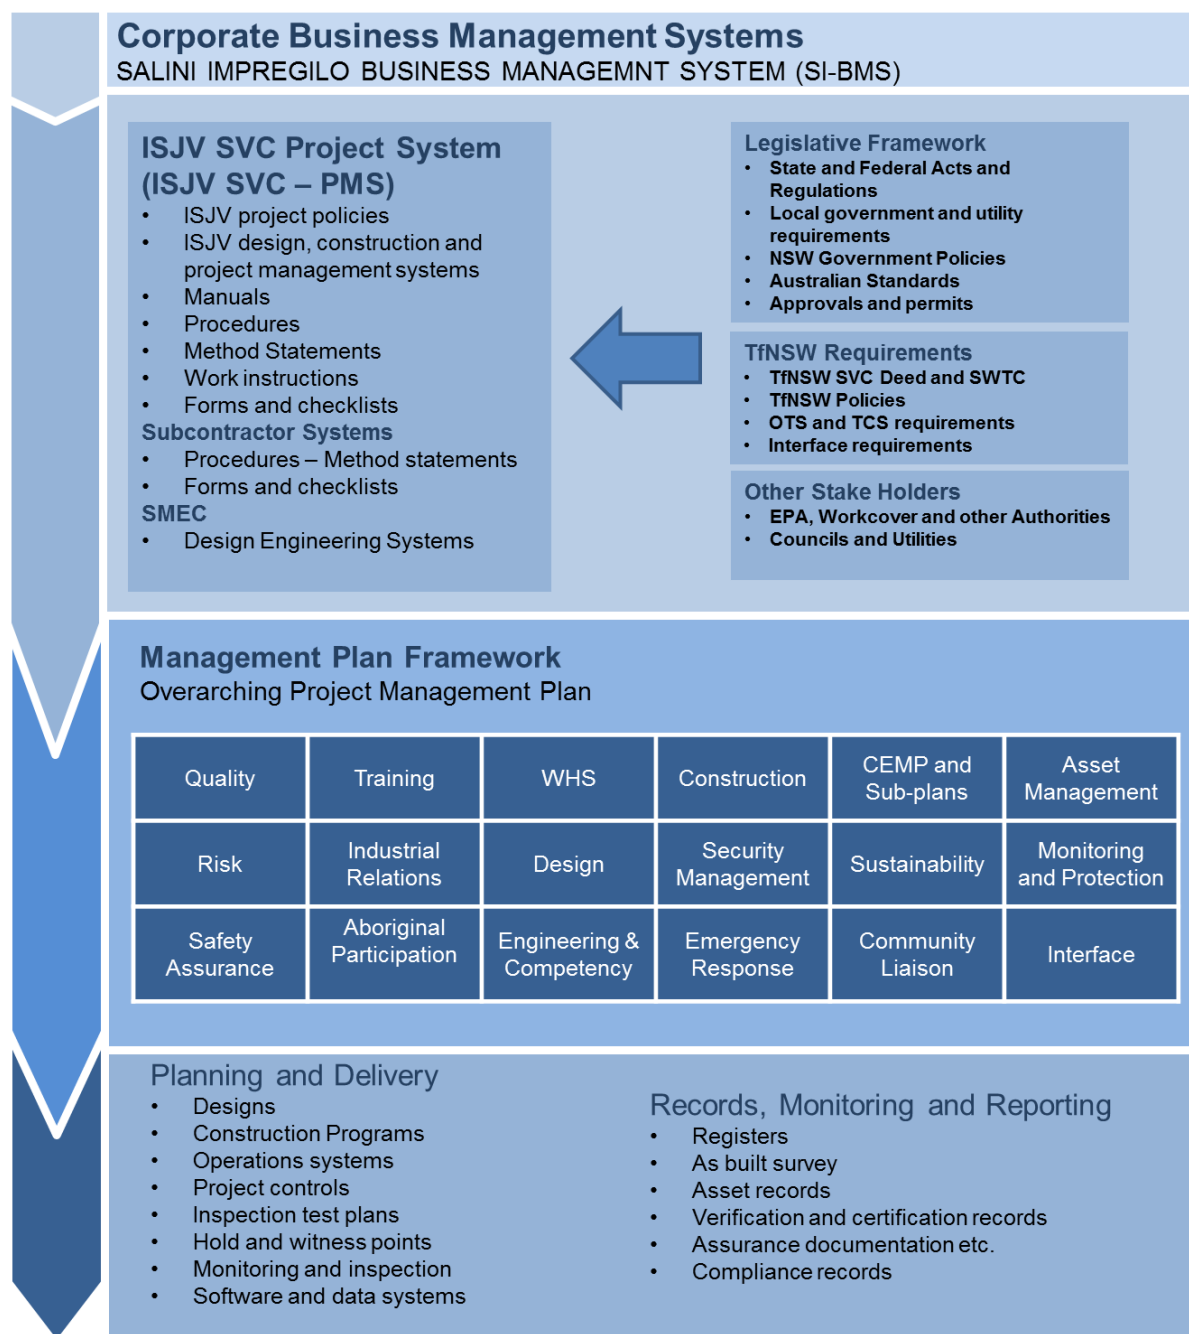 Corporate Business Management Systems
SALINI IMPREGILO BUSINESS MANAGEMNT SYSTEM (SI-BMS)
ISJV SVC Project System
(ISJV SVC – PMS)
• ISJV project policies
• ISJV design, construction and
project management systems
• Manuals
• Procedures
• Method Statements
• Work instructions
• Forms and checklists
Subcontractor Systems
• Procedures – Method statements
• Forms and checklists
SMEC
• Design Engineering Systems
Legislative Framework
• State and Federal Acts and
Regulations
• Local government and utility
requirements
• NSW Government Policies
• Australian Standards
• Approvals and permits
TfNSW Requirements
• TfNSW SVC Deed and SWTC
• TfNSW Policies
• OTS and TCS requirements
• Interface requirements
Other Stake Holders
• EPA, Workcover and other Authorities
• Councils and Utilities
Management Plan Framework
Overarching Project Management Plan
Quality
Training
WHS
Construction
CEMP and
Sub-plans
Asset
Management
Risk
Industrial
Relations
Design
Security
Management
Sustainability
Monitoring
and Protection
Safety
Assurance
Aboriginal
Participation
Engineering &
Competency
Emergency
Response
Community
Liaison
Interface
Planning and Delivery
• Designs
• Construction Programs
• Operations systems
• Project controls
• Inspection test plans
• Hold and witness points
• Monitoring and inspection
• Software and data systems
Records, Monitoring and Reporting
• Registers
• As built survey
• Asset records
• Verification and certification records
• Assurance documentation etc.
• Compliance records